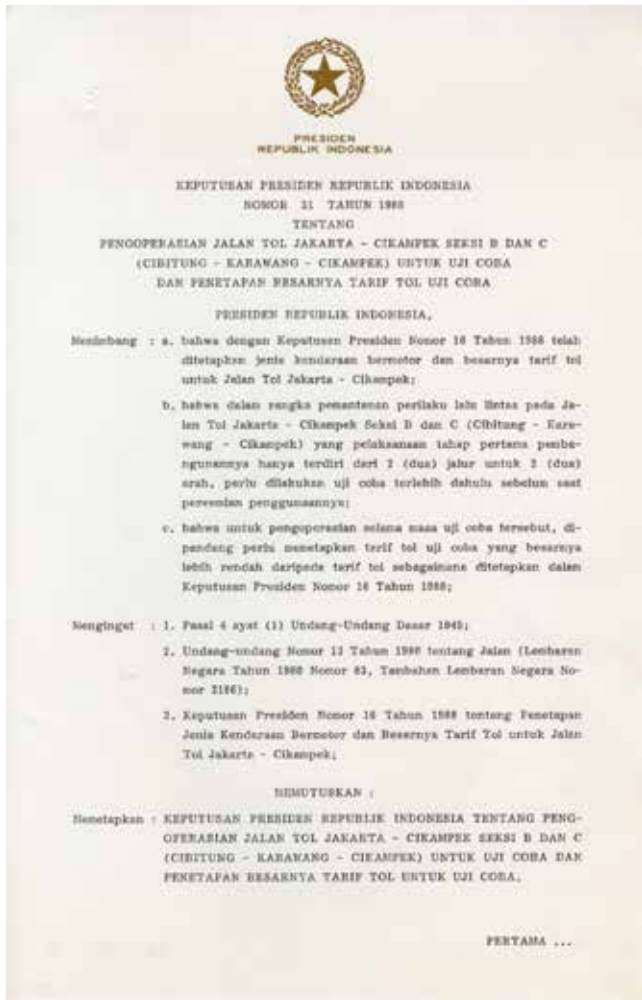 PRESIDEN
REPUBLIK INDONESIA
KEPUTUSAN PRESIDEN REPUBLIK INDONESIA
NOMOR 21 TAHUN 1988
TENTANG
PENGOPERASIAN JALAN TOL JAKARTA - CIKAMPEK SEKSI B DAN C
(CIBITUNG - KARAWANG - CIKAMPEK) UNTUK UJI COBA
DAN PENETAPAN BESARNYA TARIF TOL UJI COBA
PRESIDEN REPUBLIK INDONESIA,
Menimbang : a. bahwa dengan Keputusan Presiden Nomor 16 Tahun 1988 telah
ditetapkan jenis kendaraan bermotor dan besarnya tarif tol
untuk Jalan Tol Jakarta - Cikampek;
b. bahwa dalam rangka pemantauan perilaku lalu lintas pada Ja-
lan Tol Jakarta - Cikampek Seksi B dan C (Cibitung - Kara-
wang - Cikampek) yang pelaksanaan tahap pertama pemba-
ngunannya hanya terdiri dari 2 (dua) jalur untuk 2 (dua)
arah, perlu dilakukan uji coba terlebih dahulu sebelum saat
peresmian penggunaannya;
c. bahwa untuk pengoperasian selama masa uji coba tersebut, di-
pandang perlu menetapkan tarif tol uji coba yang besarnya
lebih rendah daripada tarif tol sebagaimana ditetapkan dalam
Keputusan Presiden Nomor 16 Tahun 1988;
Mengingat : 1. Pasal 4 ayat (1) Undang-Undang Dasar 1945;
2. Undang-undang Nomor 13 Tahun 1980 tentang Jalan (Lembaran
Negara Tahun 1980 Nomor 83, Tambahan Lembaran Negara No-
mor 3186);
3. Keputusan Presiden Nomor 16 Tahun 1988 tentang Penetapan
Jenis Kendaraan Bermotor dan Besarnya Tarif Tol untuk Jalan
Tol Jakarta - Cikampek;
MEMUTUSKAN :
Menetapkan : KEPUTUSAN PRESIDEN REPUBLIK INDONESIA TENTANG PENG-
OPERASIAN JALAN TOL JAKARTA - CIKAMPEK SEKSI B DAN C
(CIBITUNG - KARAWANG - CIKAMPEK) UNTUK UJI COBA DAN
PENETAPAN BESARNYA TARIF TOL UNTUK UJI COBA.
PERTAMA ...